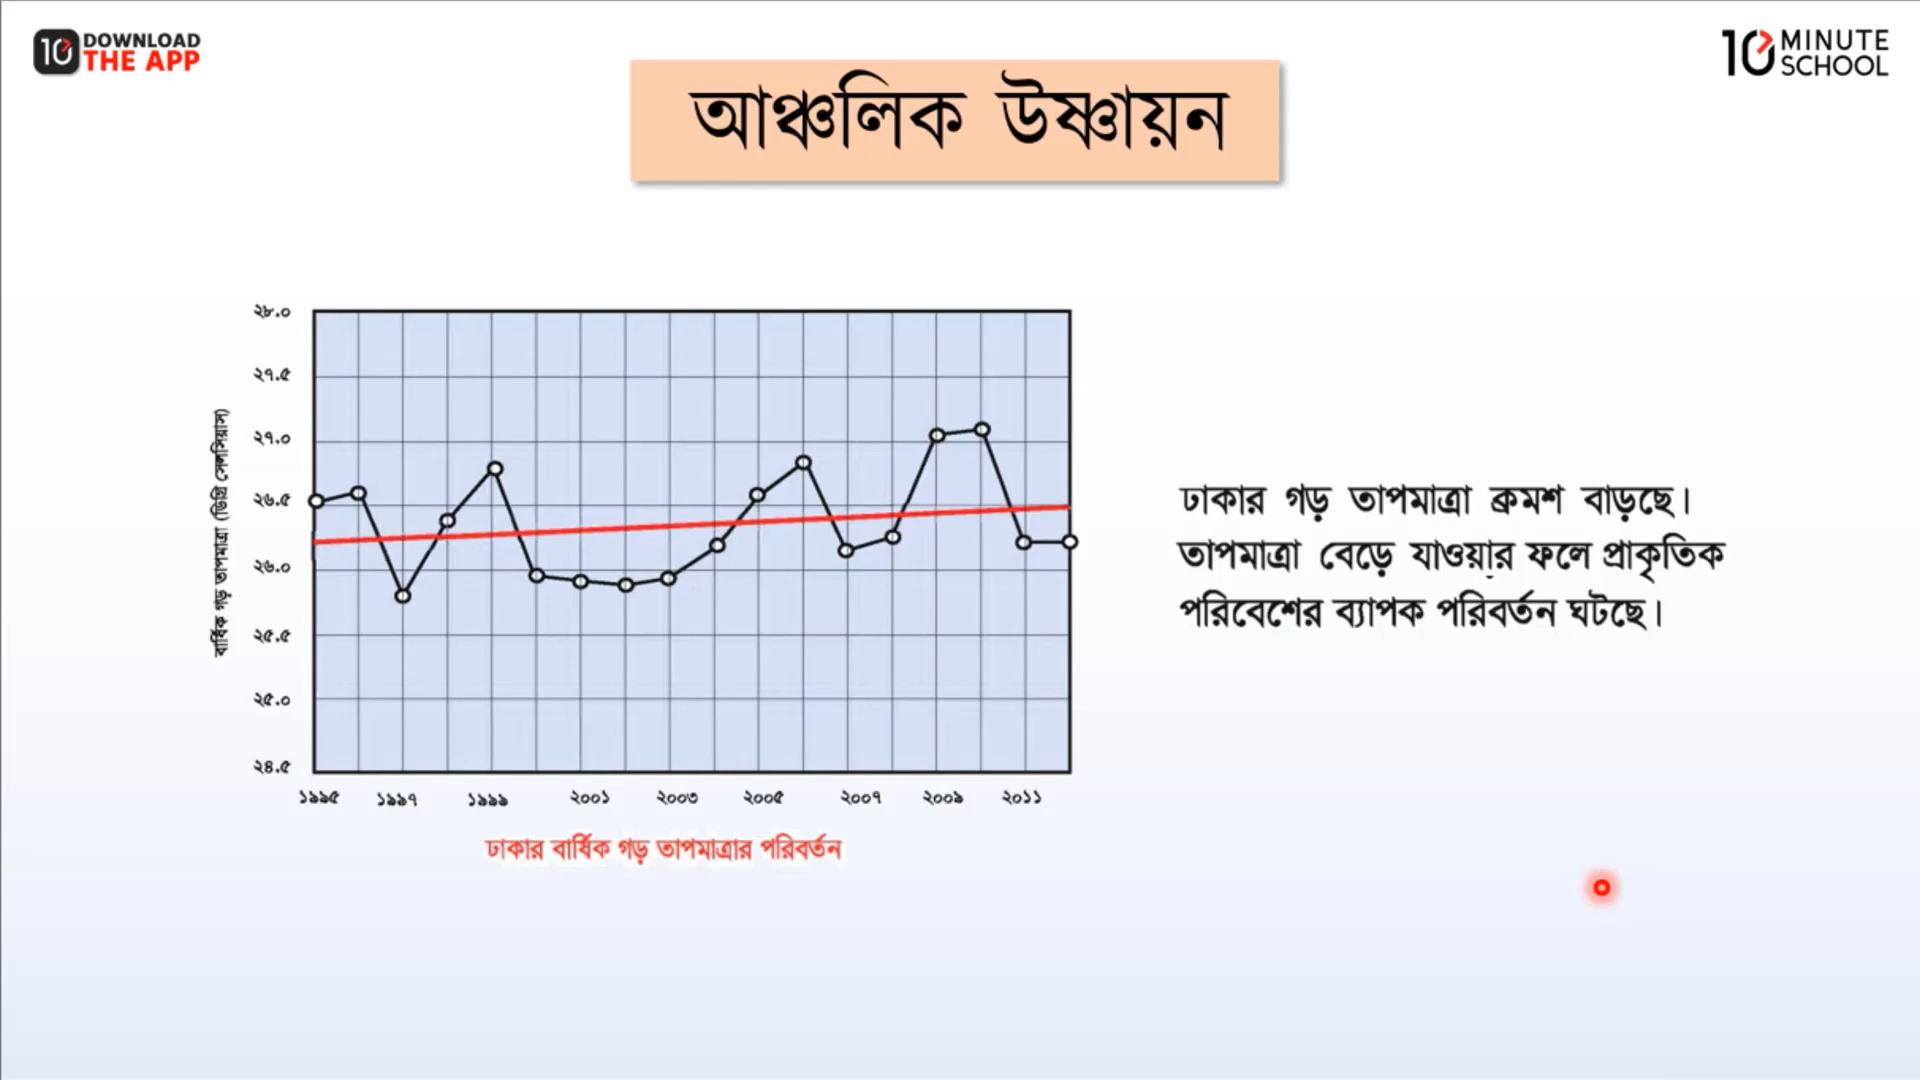 DOWNLOAD
THE APP
10 MINUTE
SCHOOL
আঞ্চলিক উষ্ণায়ন
২৮.০
২৭.৫
২৭.০
২৬.৫
২৬.০
২৫.৫
২৫.০
২৪.৫
বার্ষিক গড় তাপমাত্রা (ডিগ্রি সেলসিয়াস)
১৯৯৫ ১৯৯৭ ১৯৯৯ ২০০১ ২০০৩ ২০০৫ ২০০৭ ২০০৯ ২০১১
ঢাকার বার্ষিক গড় তাপমাত্রার পরিবর্তন
ঢাকার গড় তাপমাত্রা ক্রমশ বাড়ছে।
তাপমাত্রা বেড়ে যাওয়ার ফলে প্রাকৃতিক
পরিবেশের ব্যাপক পরিবর্তন ঘটছে।